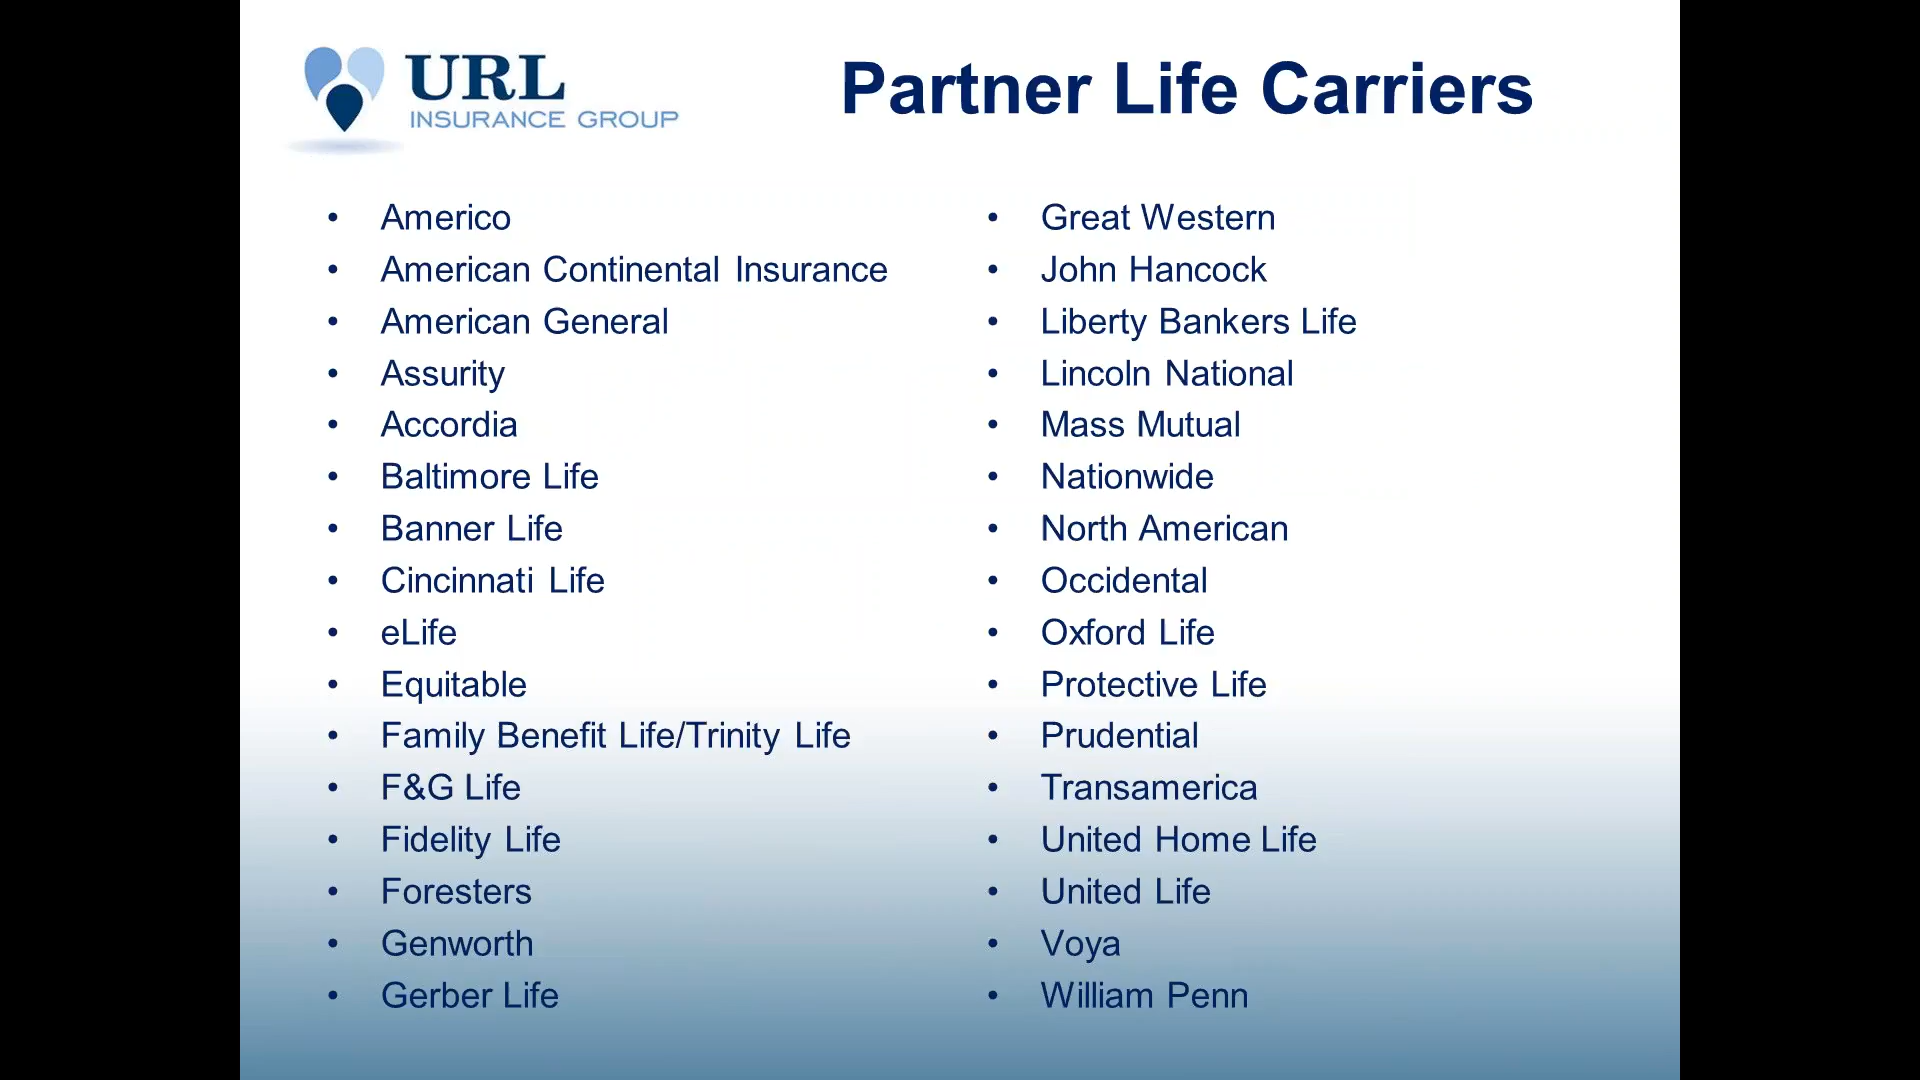 URL
INSURANCE GROUP
Partner Life Carriers
• Americo
• American Continental Insurance
• American General
• Assurity
• Accordia
• Baltimore Life
• Banner Life
• Cincinnati Life
• eLife
• Equitable
• Family Benefit Life/Trinity Life
• F&G Life
• Fidelity Life
• Foresters
• Genworth
• Gerber Life
• Great Western
• John Hancock
• Liberty Bankers Life
• Lincoln National
• Mass Mutual
• Nationwide
• North American
• Occidental
• Oxford Life
• Protective Life
• Prudential
• Transamerica
• United Home Life
• United Life
• Voya
• William Penn